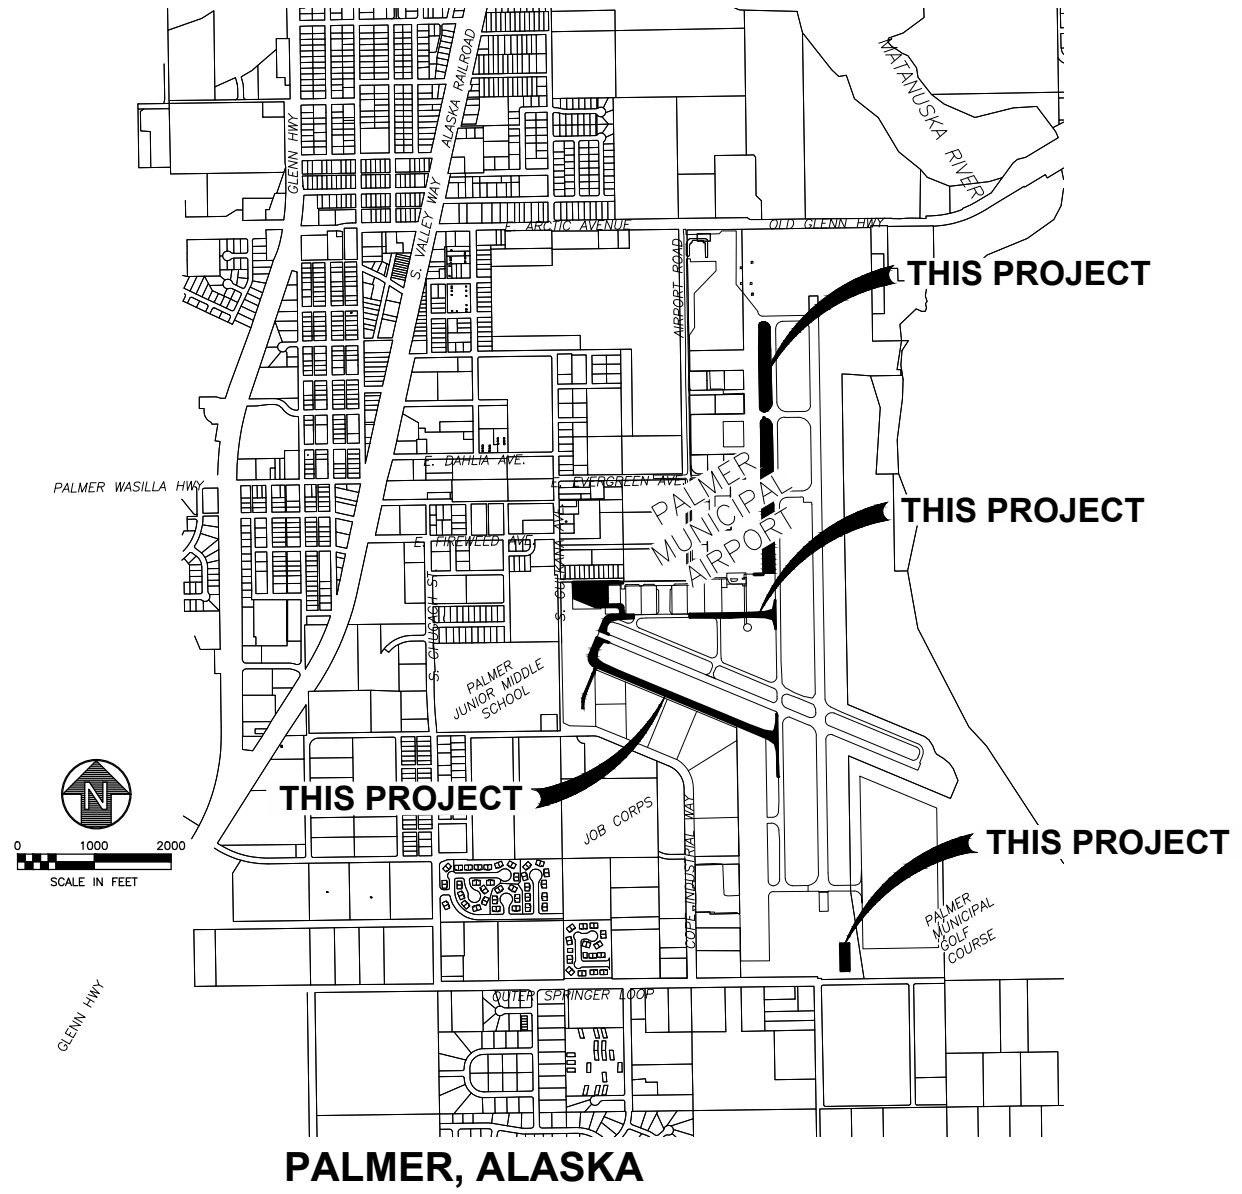 MATANUSKA RIVER
ALASKA RAILROAD
GLENN HWY
S. VALLEY WAY
E. ARCTIC AVENUE
OLD GLENN HWY
AIRPORT ROAD
THIS PROJECT
E. DAHLIA AVE.
E. EVERGREEN AVE.
PALMER WASILLA HWY
PALMER
MUNICIPAL
AIRPORT
THIS PROJECT
E. FIREWEED AVE.
S. GULKANA AVE.
S. CHUGACH ST.
PALMER
JUNIOR MIDDLE
SCHOOL
N
THIS PROJECT
JOB CORPS
COPE INDUSTRIAL WAY
THIS PROJECT
0 1000 2000
SCALE IN FEET
PALMER
MUNICIPAL
GOLF
COURSE
OUTER SPRINGER LOOP
GLENN HWY
PALMER, ALASKA